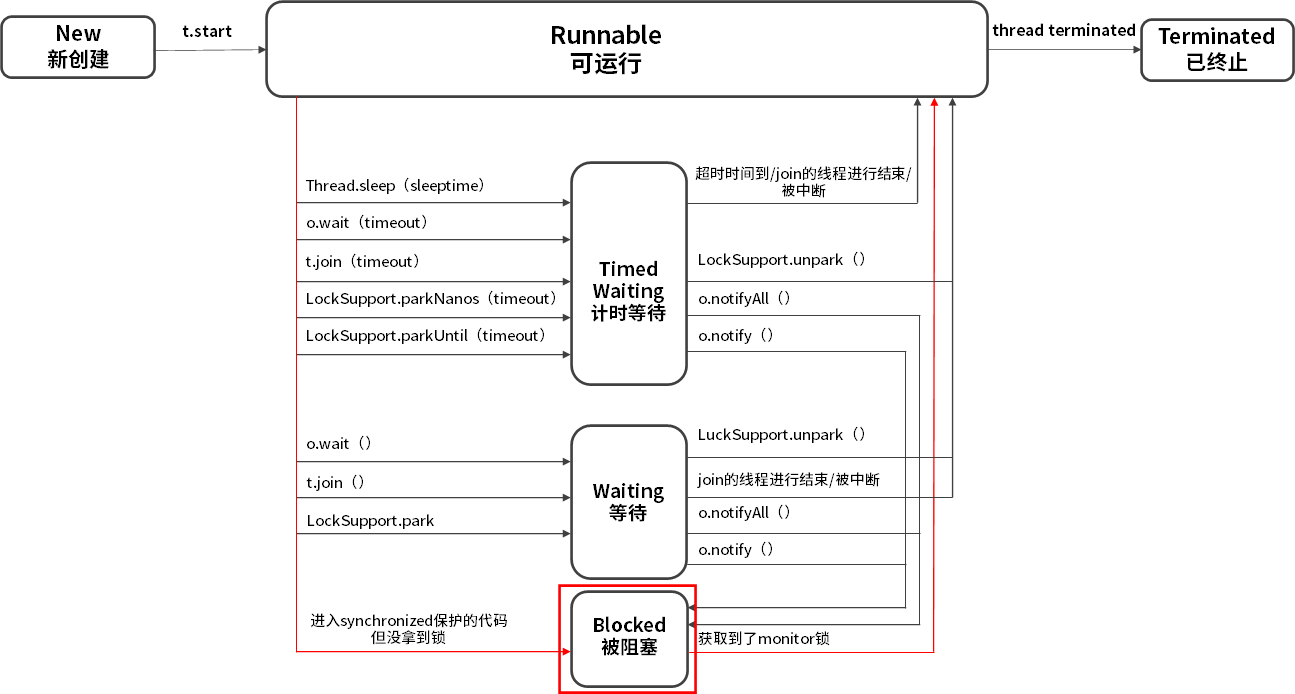 New
新创建
t.start
Runnable
可运行
thread terminated
Terminated
已终止
Thread.sleep（sleeptime）
o.wait（timeout）
t.join（timeout）
LockSupport.parkNanos（timeout）
LockSupport.parkUntil（timeout）
Timed
Waiting
计时等待
超时时间到/join的线程进行结束/
被中断
LockSupport.unpark（）
o.notifyAll（）
o.notify（）
o.wait（）
t.join（）
LockSupport.park
Waiting
等待
LuckSupport.unpark（）
join的线程进行结束/被中断
o.notifyAll（）
o.notify（）
进入synchronized保护的代码
但没拿到锁
Blocked
被阻塞
获取到了monitor锁